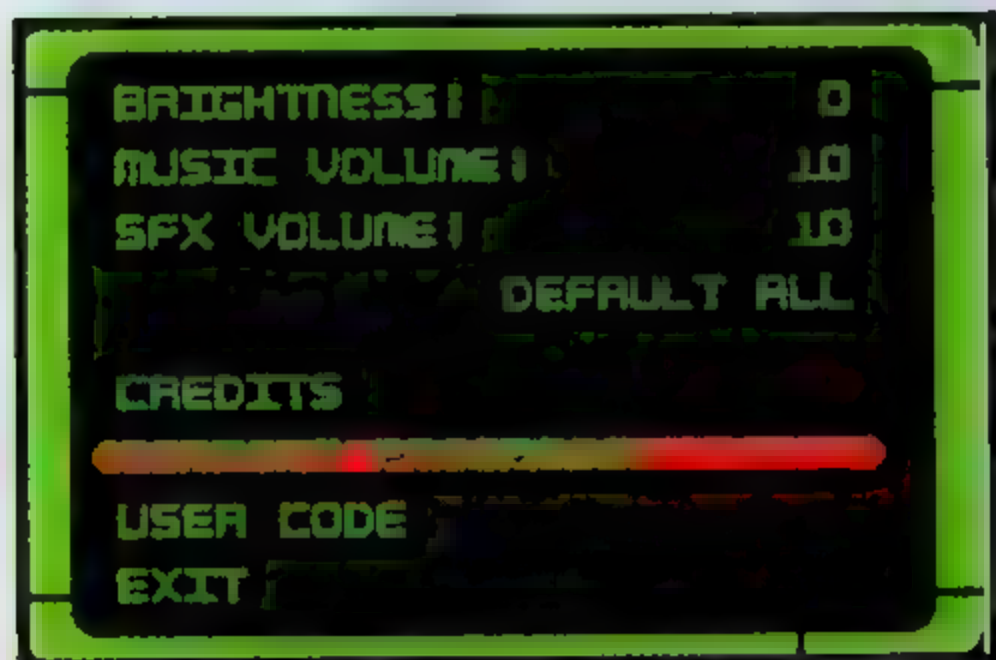 BRIGHTNESS: 0
MUSIC VOLUME: 10
SFX VOLUME: 10
DEFAULT ALL
CREDITS
USER CODE
EXIT